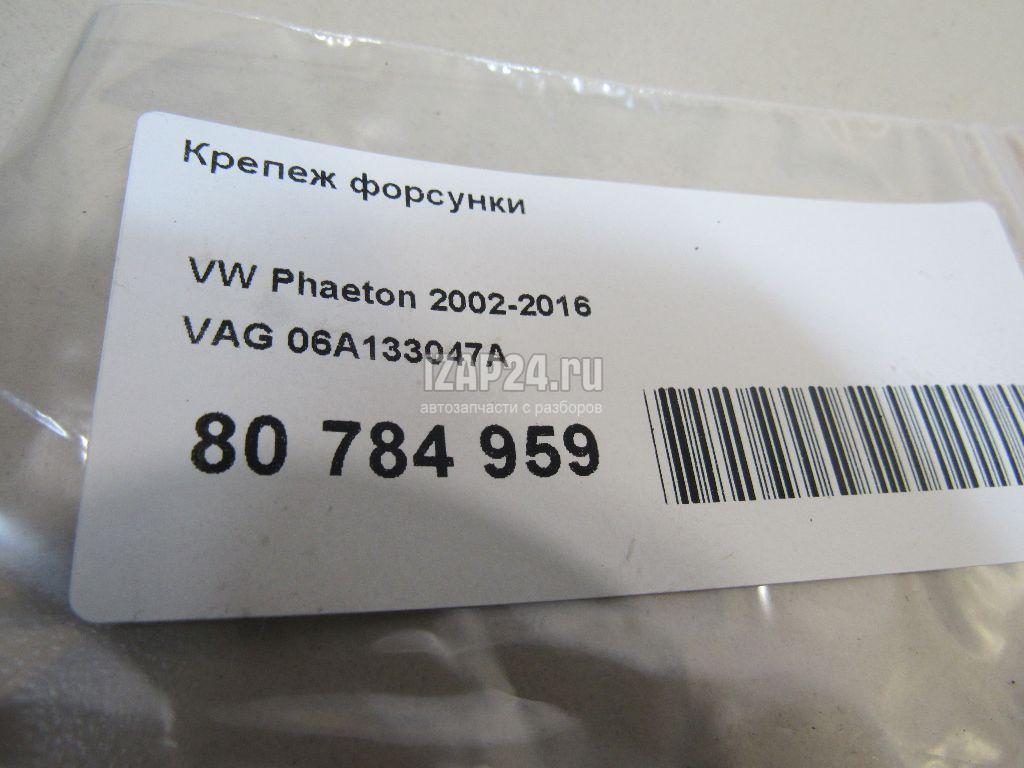 Крепеж форсунки
VW Phaeton 2002-2016
VAG 06A133047A
IZAP24.ru
автозапчасти с разборов
80 784 959